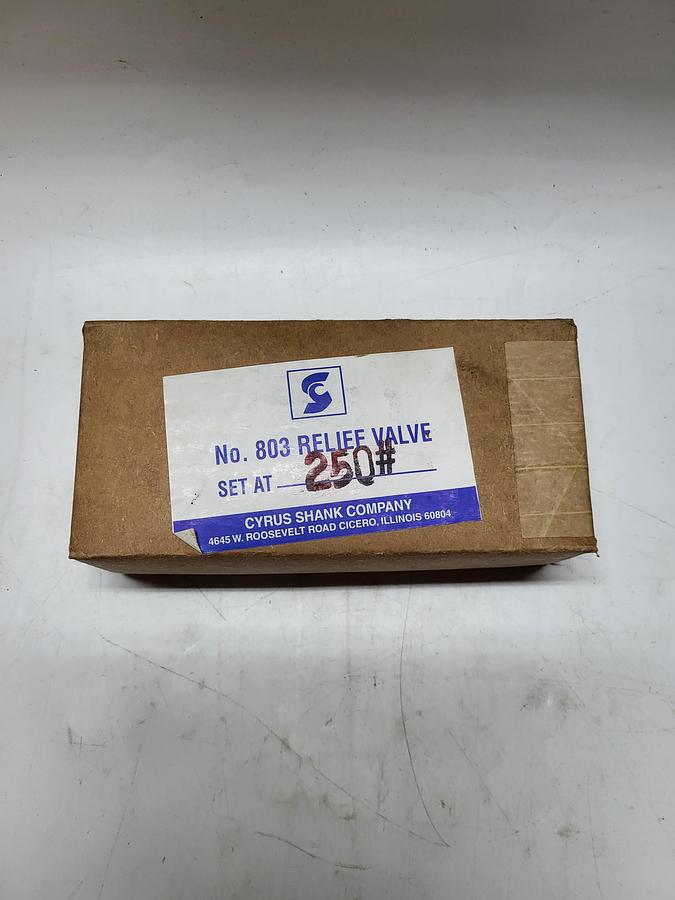 No. 803 RELIEF VALVE
SET AT 250#
CYRUS SHANK COMPANY
4645 W. ROOSEVELT ROAD CICERO, ILLINOIS 60804